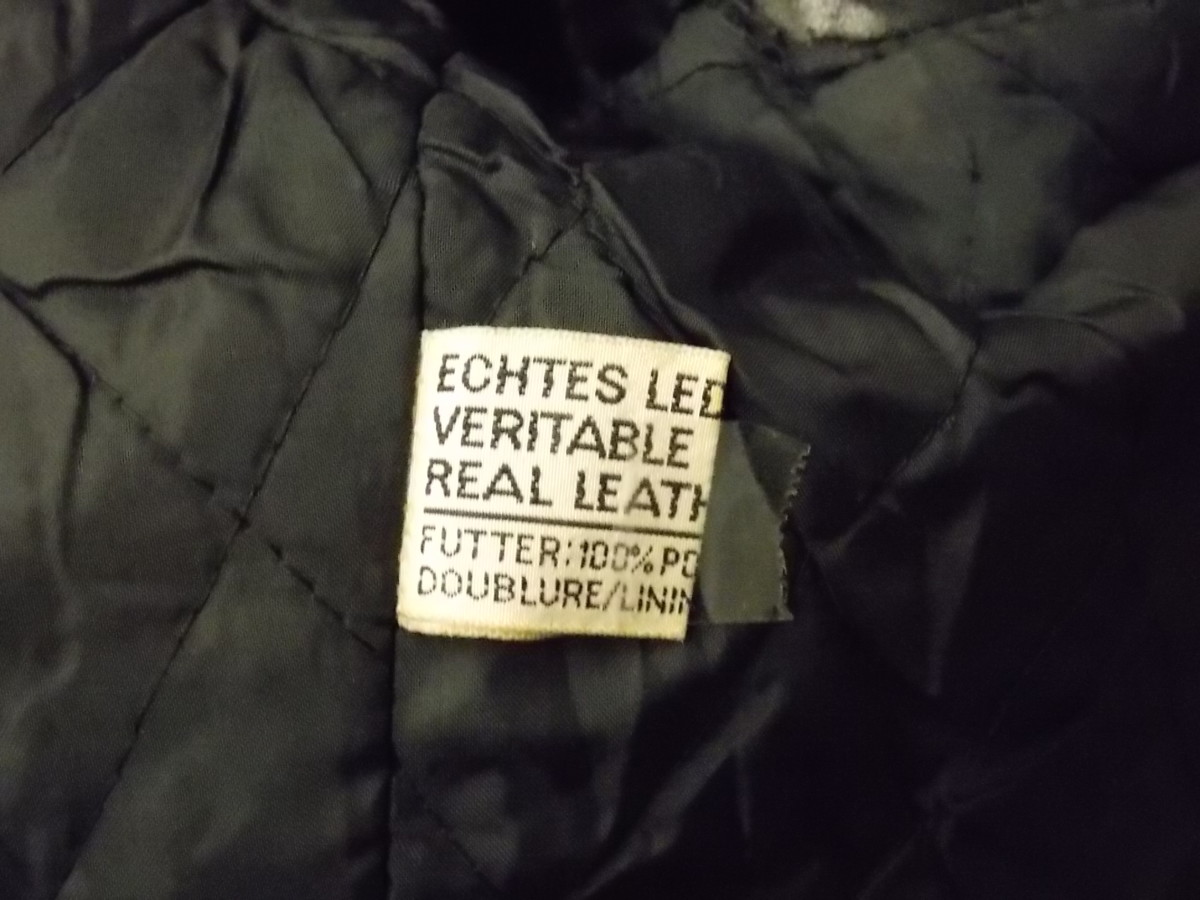 ECHTES LED
VERITABLE
REAL LEATH
FUTTER: 100% PO
DOUBLURE/LININ